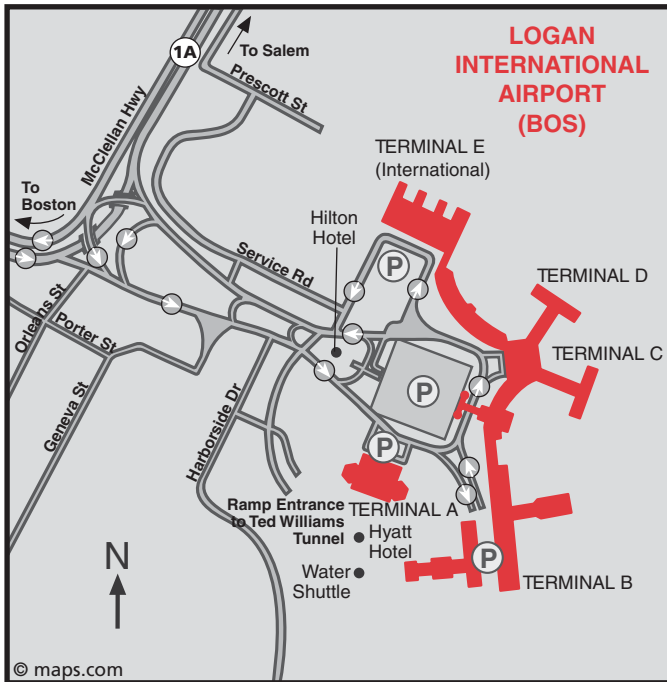 LOGAN
INTERNATIONAL
AIRPORT
(BOS)
1A
To Salem
Prescott St
McClellan Hwy
TERMINAL E
(International)
To
Boston
Hilton
Hotel
Service Rd
P
TERMINAL D
Orleans St
Porter St
TERMINAL C
Geneva St
P
Harborside Dr
P
Ramp Entrance
to Ted Williams
Tunnel
TERMINAL A
Hyatt
Hotel
P
Water
Shuttle
TERMINAL B
N
© maps.com